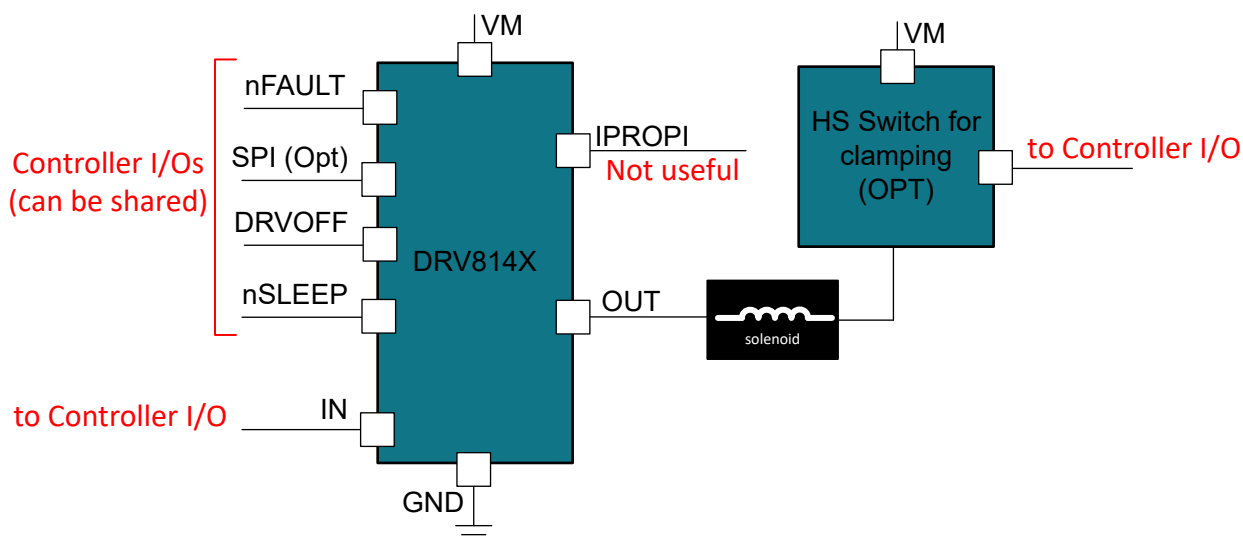 VM
nFAULT
SPI (Opt)
DRVOFF
nSLEEP
Controller I/Os
(can be shared)
IN
to Controller I/O
GND
DRV814X
IPROPI
Not useful
OUT
solenoid
VM
HS Switch for
clamping
(OPT)
to Controller I/O